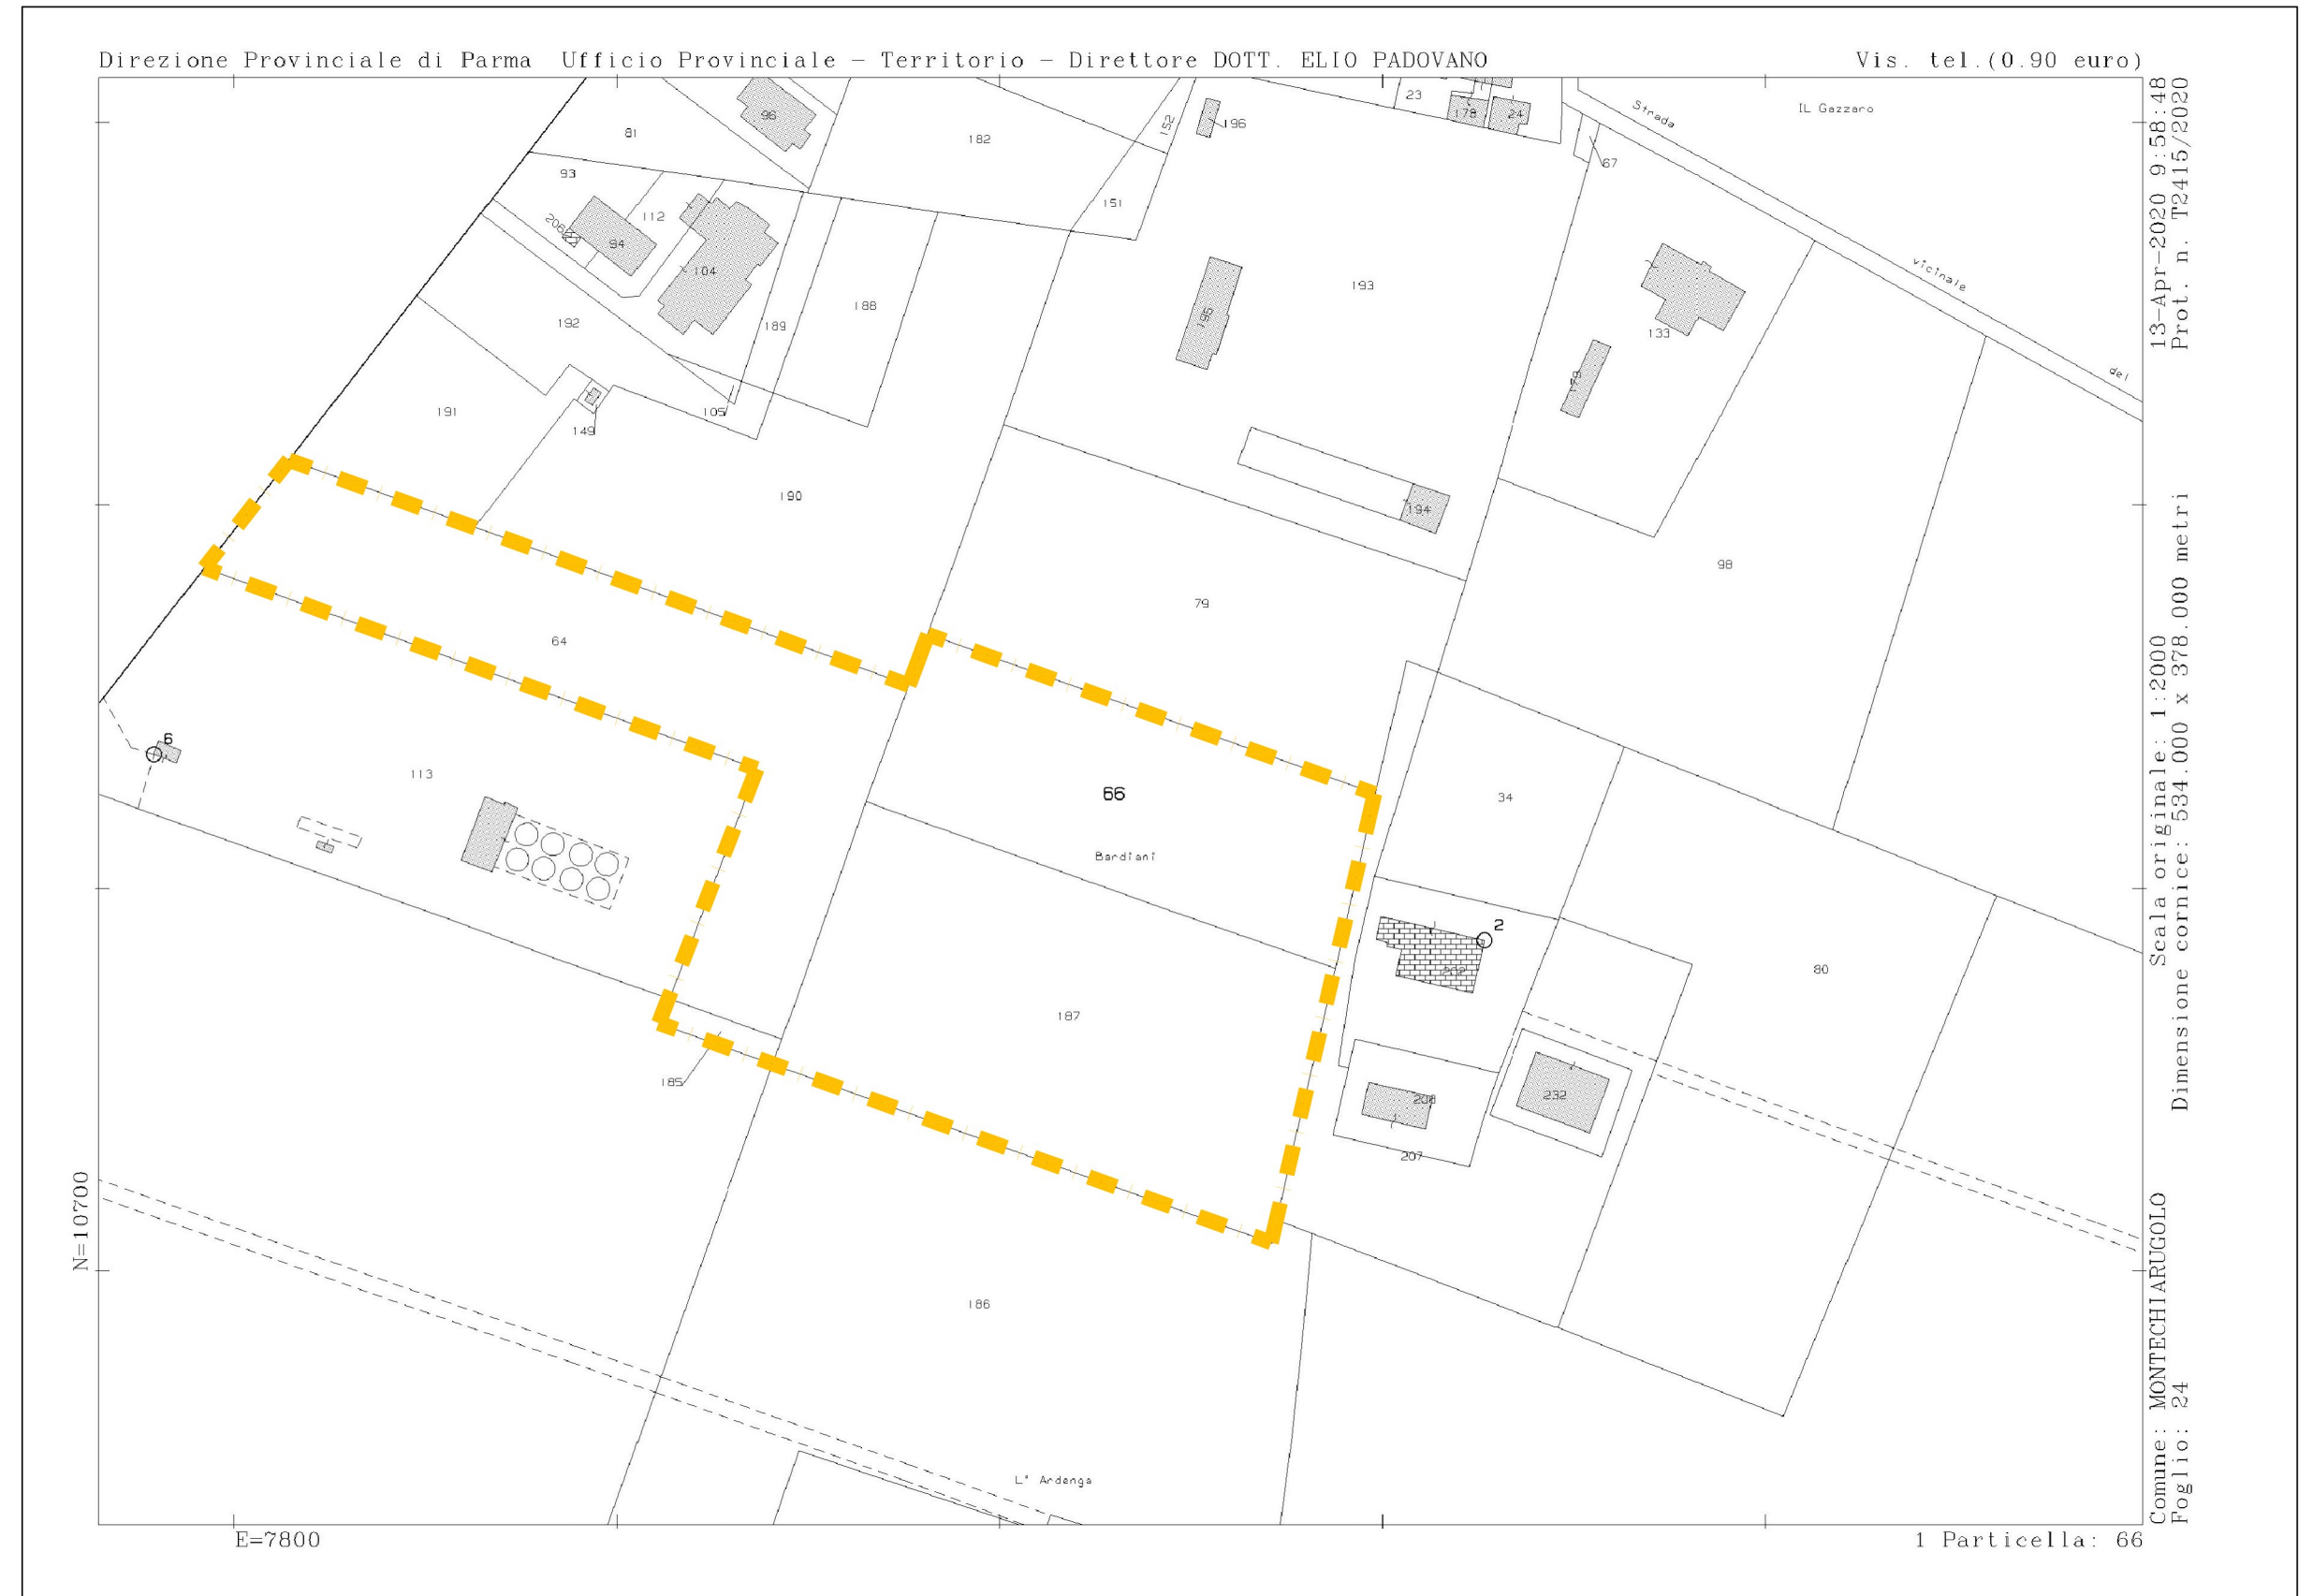 Direzione Provinciale di Parma Ufficio Provinciale - Territorio - Direttore DOTT. ELIO PADOVANO
Vis. tel.(0.90 euro)
13-Apr-2020 9:58:48
Prot. n. T2415/2020
Scala originale: 1:2000
Dimensione cornice: 534.000 x 378.000 metri
Comune: MONTECHIARUGOLO
Foglio: 24
N=10700
E=7800
1 Particella: 66
96
81
182
152
196
23
178
24
Strada
IL Gazzaro
67
93
206
94
112
104
151
193
vicinale
192
189
188
195
133
179
del
191
149
105
190
194
98
79
64
6
113
66
34
Bardiani
2
202
80
187
185
208
232
207
186
L' Ardenga